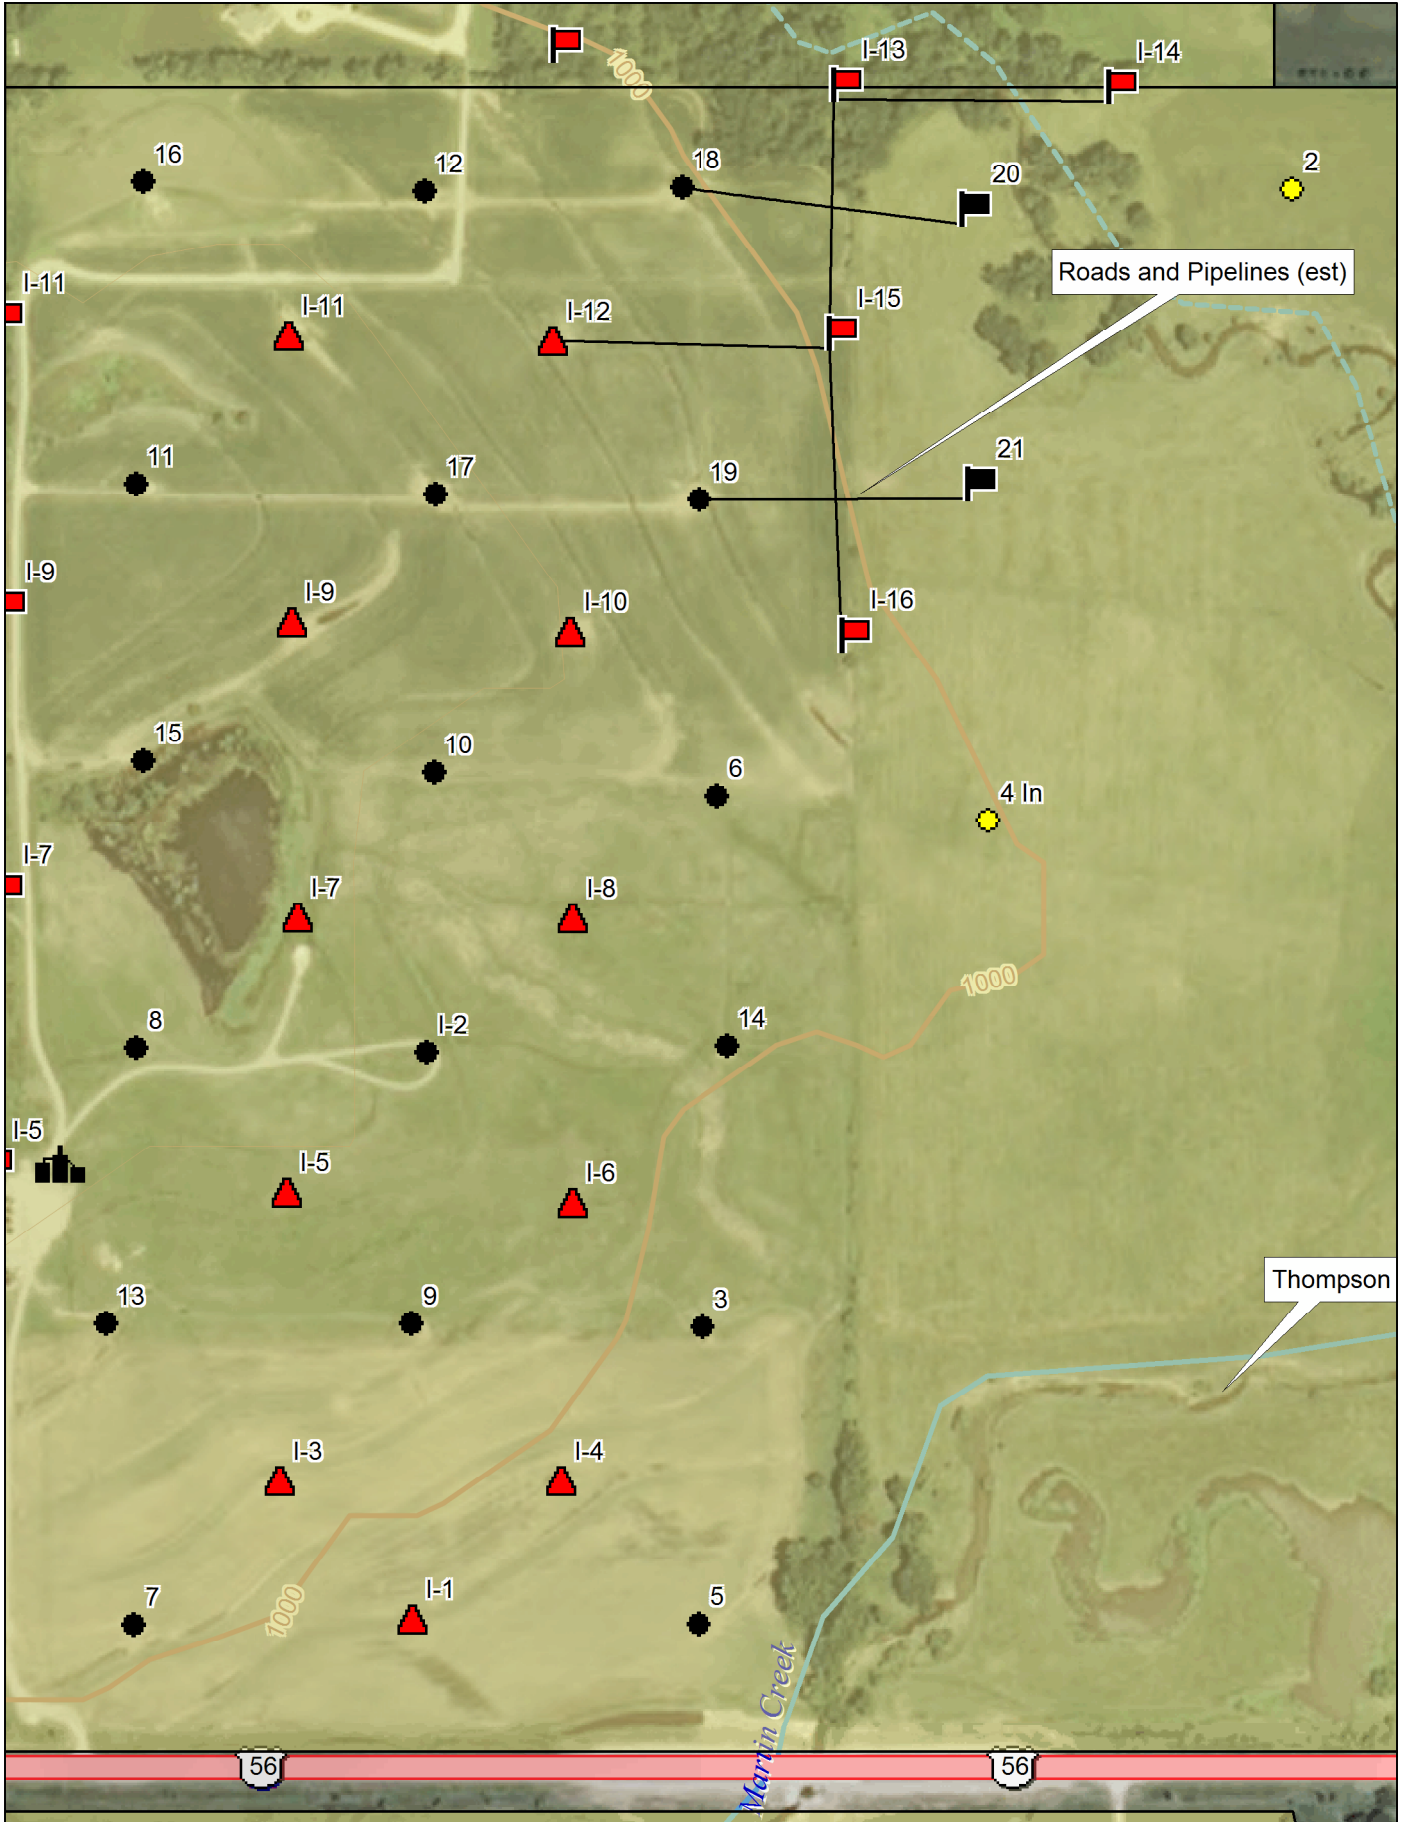 1000
I-13
I-14
16
12
18
20
2
Roads and Pipelines (est)
I-11
I-11
I-12
I-15
11
17
19
21
I-9
I-9
I-10
I-16
15
10
6
4 In
I-7
I-7
I-8
1000
8
I-2
14
I-5
I-5
I-6
Thompson
13
9
3
I-3
I-4
7
1000
I-1
5
Martin Creek
56
56